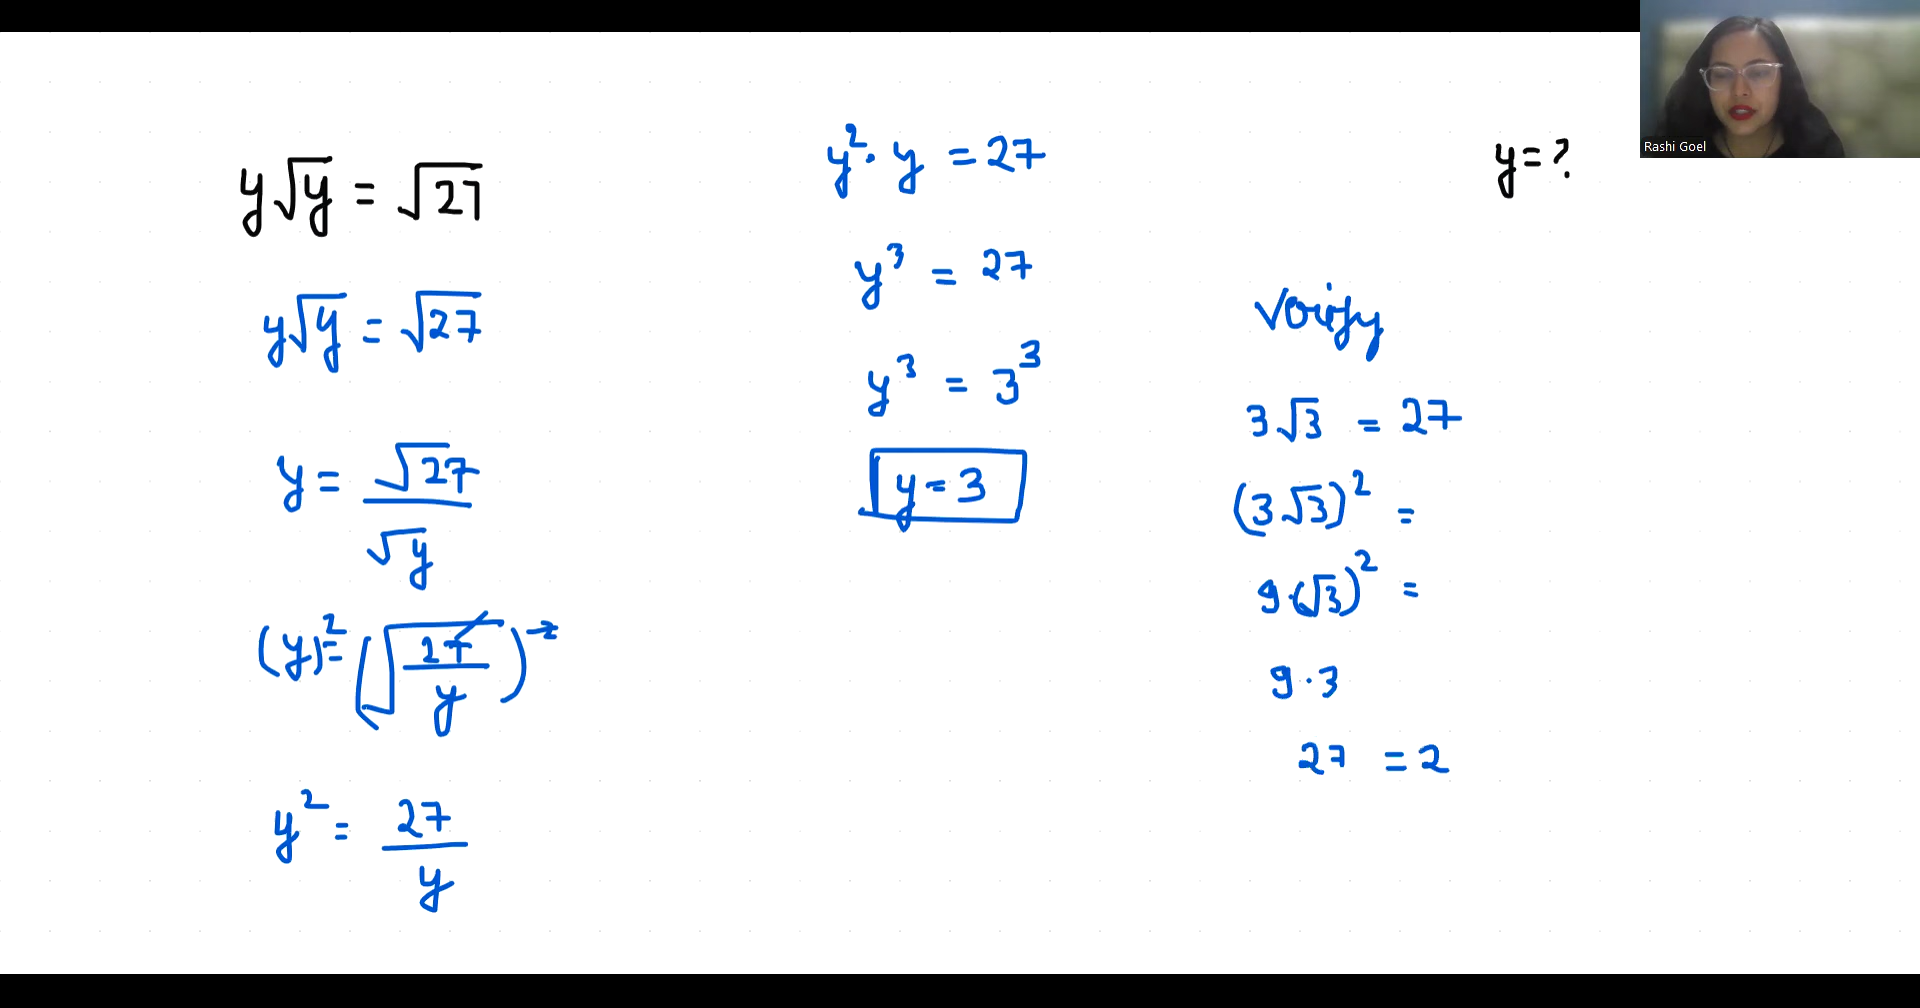 y√y = √27
y√y = √27
y = √27 / √y
(y)² = (√(27/y))²
y² = 27/y
y² · y = 27
y³ = 27
y³ = 3³
y = 3
y = ?
Rashi Goel
Verify
3√3 = 27
(3√3)² =
9·(√3)² =
9 · 3
27 = 2